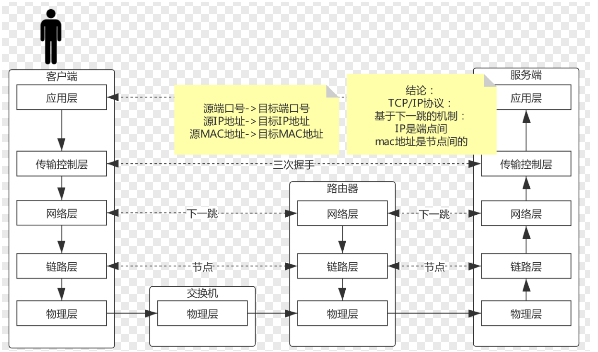 客户端
应用层
传输控制层
网络层
链路层
物理层
源端口号->目标端口号
源IP地址->目标IP地址
源MAC地址->目标MAC地址
结论：
TCP/IP协议：
基于下一跳的机制：
IP是端点间
mac地址是节点间的
三次握手
下一跳
节点
交换机
物理层
路由器
网络层
链路层
物理层
下一跳
节点
服务端
应用层
传输控制层
网络层
链路层
物理层